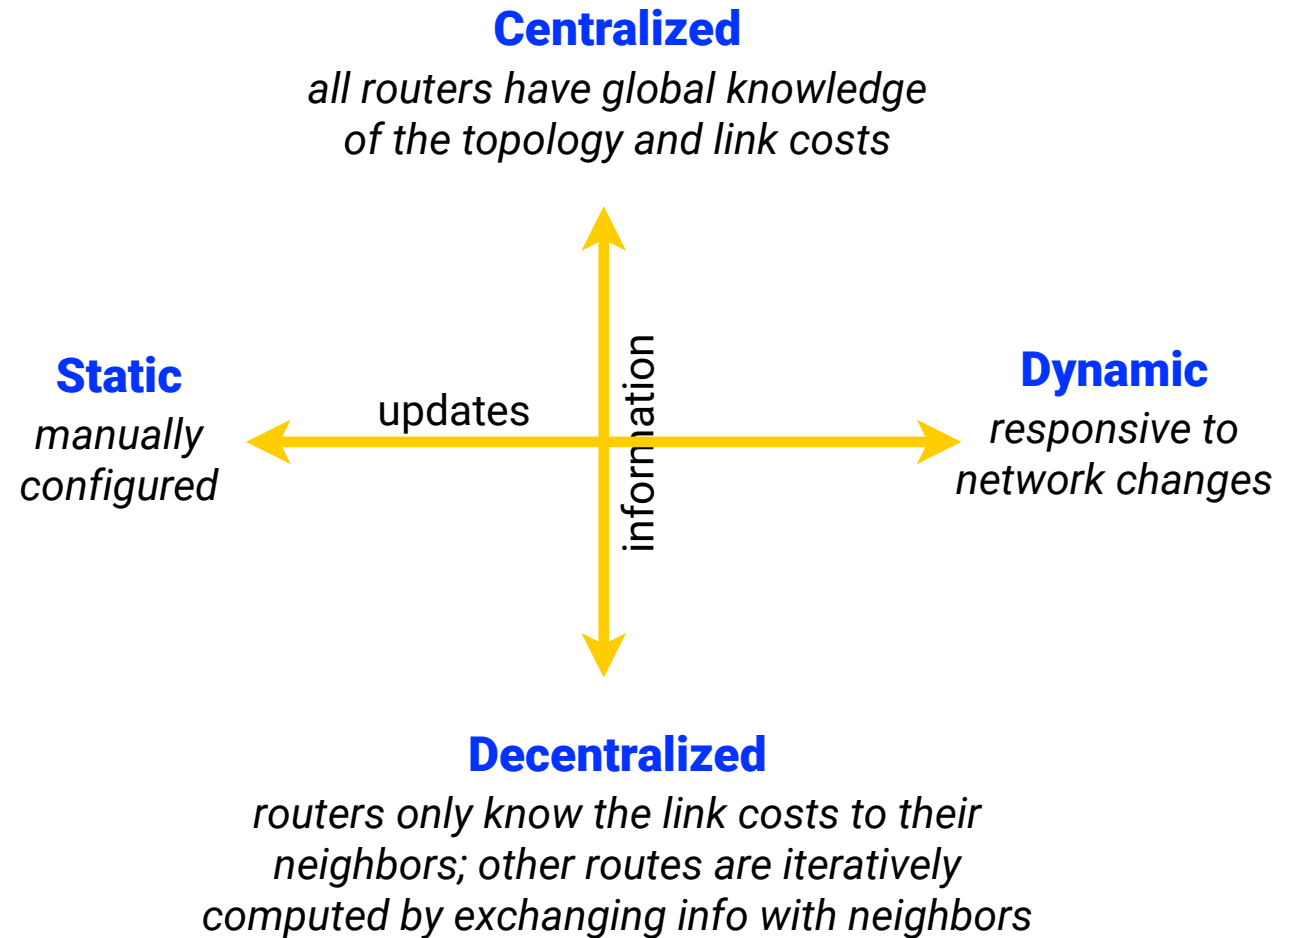 Centralized
all routers have global knowledge
of the topology and link costs
Static
manually
configured
updates
information
Dynamic
responsive to
network changes
Decentralized
routers only know the link costs to their
neighbors; other routes are iteratively
computed by exchanging info with neighbors